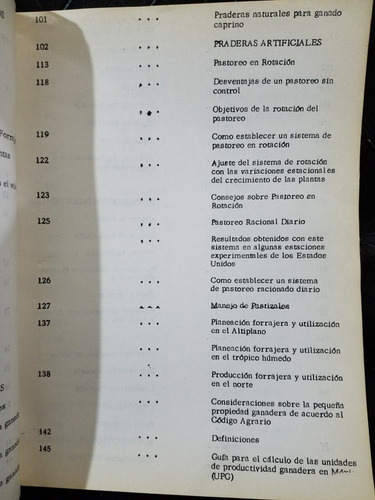 101 ... Praderas naturales para ganado
caprino
102 ... PRADERAS ARTIFICIALES
113 ... Pastoreo en Rotación
118 ... Desventajas de un pastoreo sin
control
... Objetivos de la rotación del
pastoreo
119 ... Como establecer un sistema de
pastoreo en rotación
122 ... Ajuste del sistema de rotación
con las variaciones estacionales
del crecimiento de las plantas
123 ... Consejos sobre Pastoreo en
Rotación
125 ... Pastoreo Racional Diario
... Resultados obtenidos con este
sistema en algunas estaciones
experimentales de los Estados
Unidos
126 ... Como establecer un sistema
de pastoreo racionado diario
127 ... Manejo de Pastizales
137 ... Planeación forrajera y utilización
en el Altiplano
... Planeación forrajera y utilización
en el trópico húmedo
138 ... Producción forrajera y utilización
en el norte
... Consideraciones sobre la pequeña
propiedad ganadera de acuerdo al
Código Agrario
142 ... Definiciones
145 ... Guía para el cálculo de las unidades
de productividad ganadera en
(UPG)